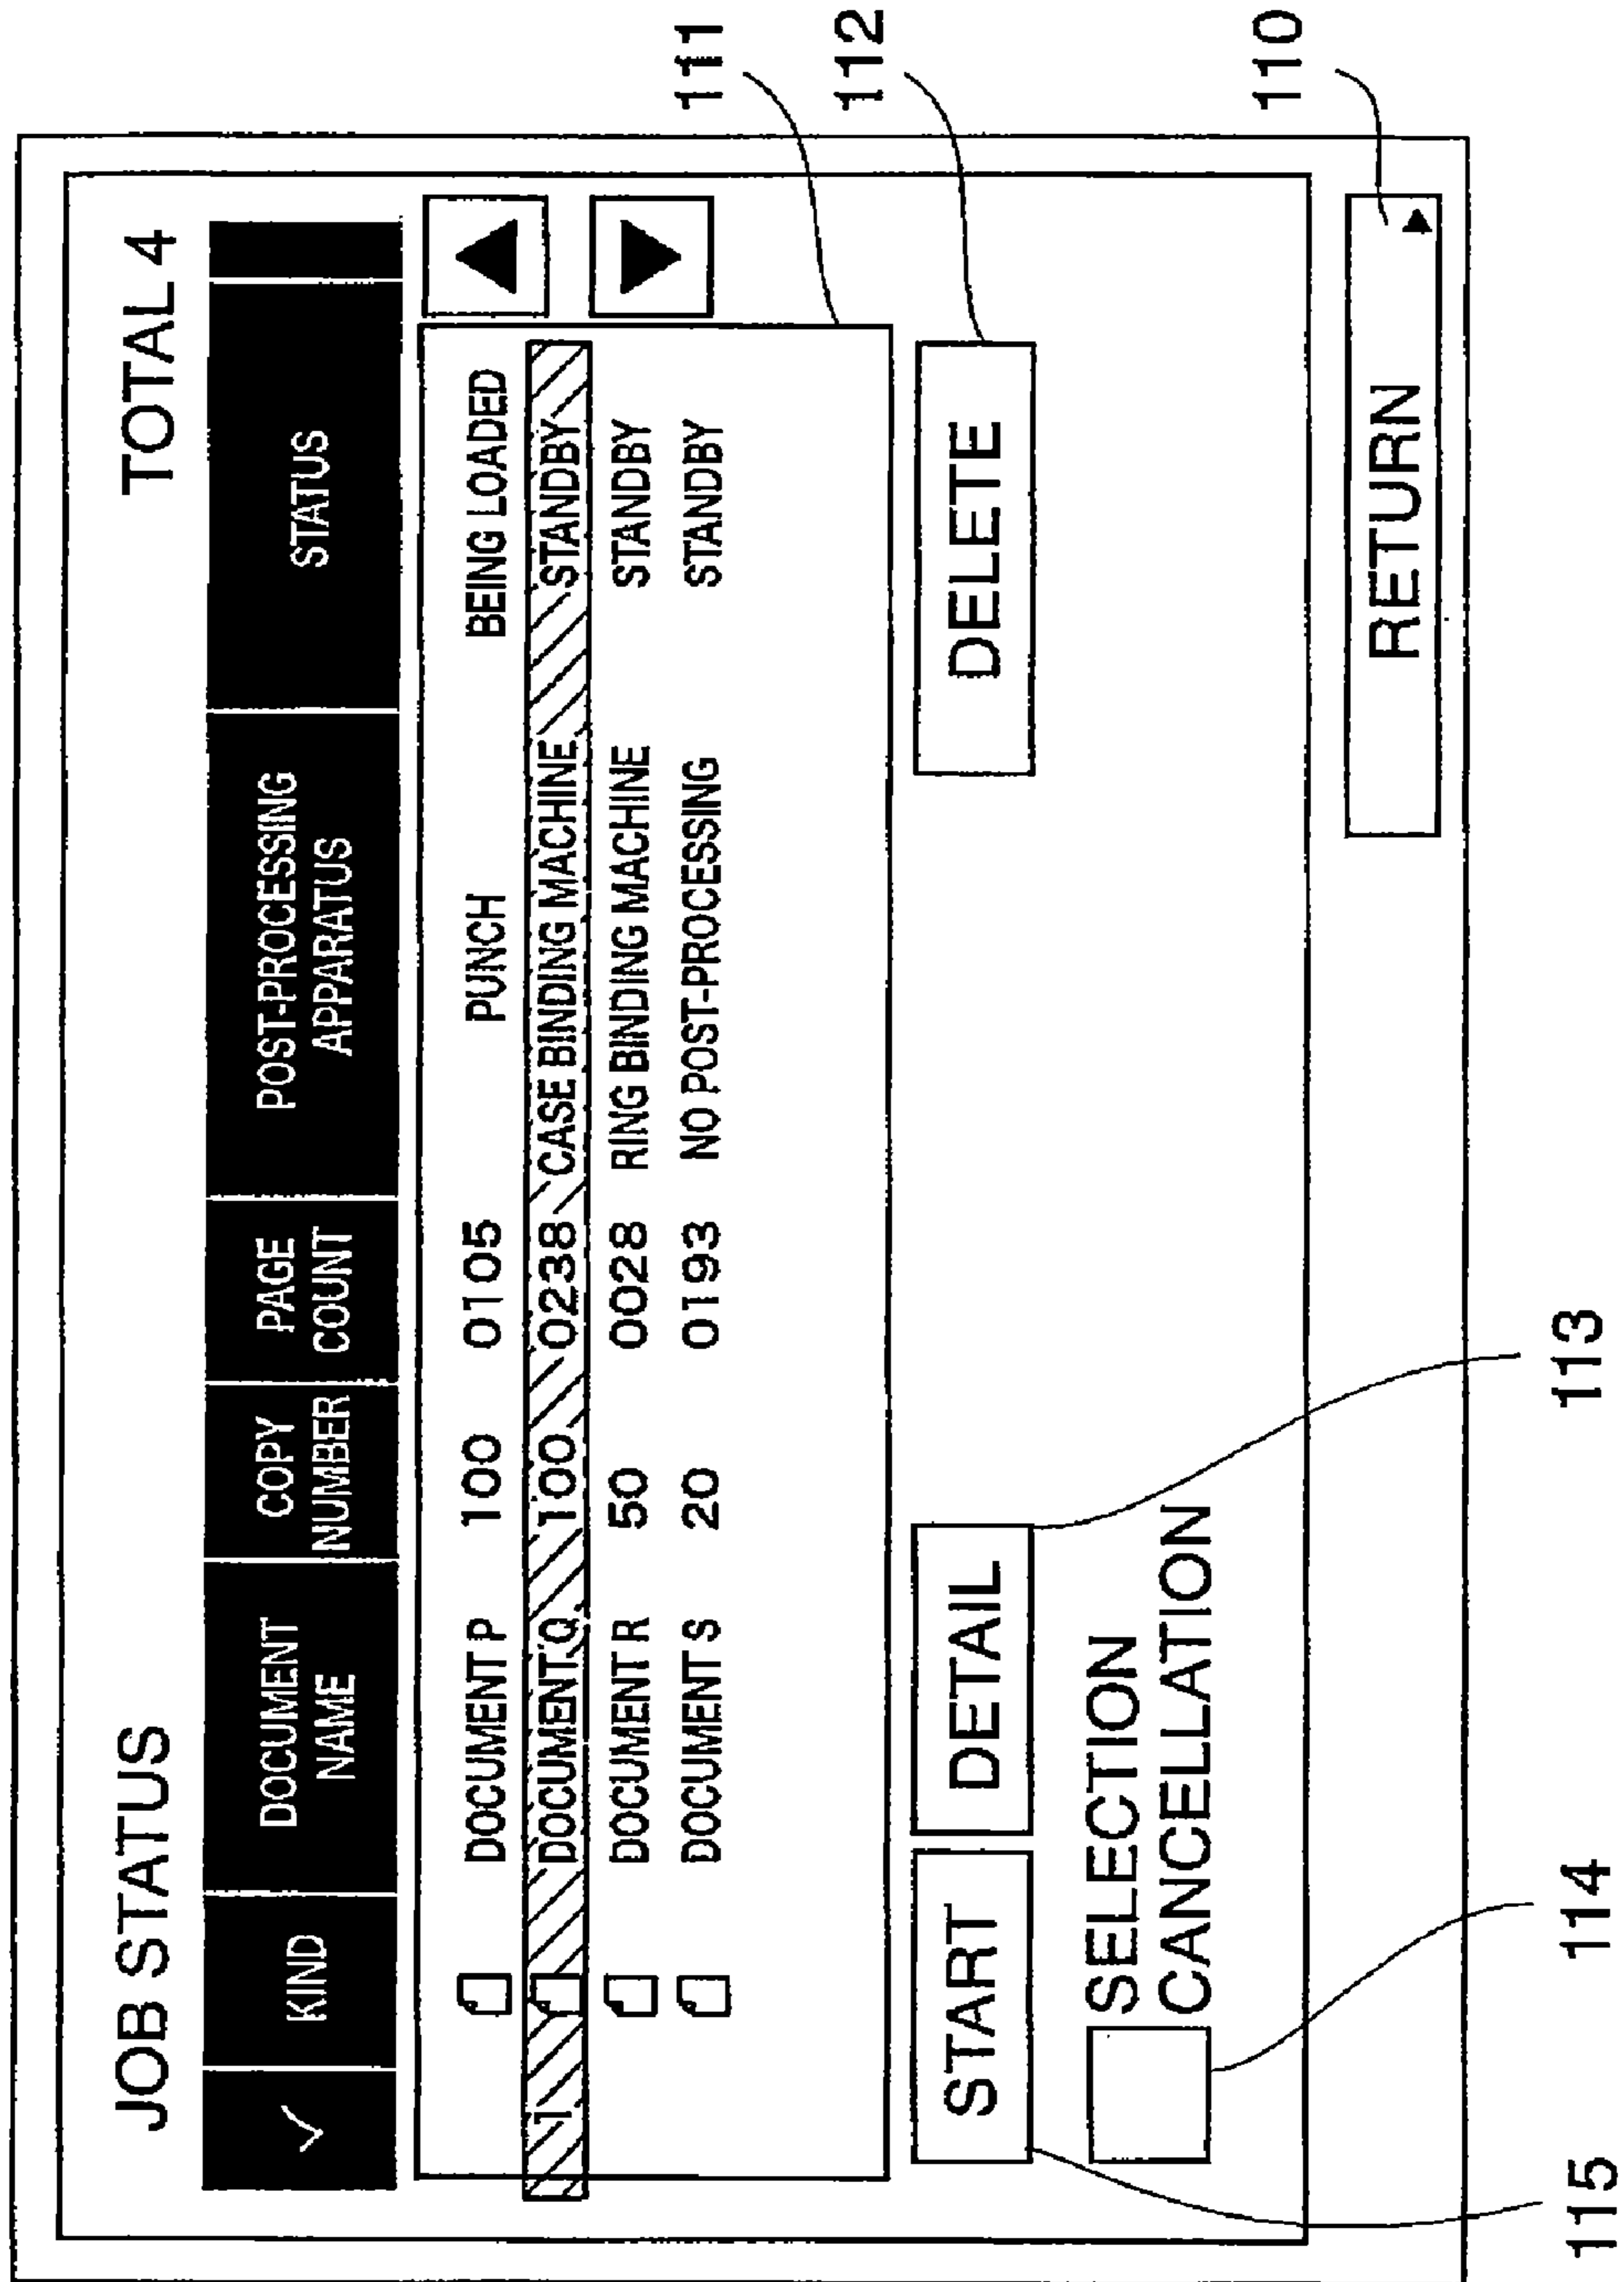 JOB STATUS TOTAL 4
✓ KIND DOCUMENT NAME COPY NUMBER PAGE COUNT POST-PROCESSING APPARATUS STATUS
DOCUMENT P 100 0105 PUNCH BEING LOADED
1 DOCUMENT Q 100 0238 CASE BINDING MACHINE STANDBY
DOCUMENT R 50 0028 RING BINDING MACHINE STANDBY
DOCUMENT S 20 0193 NO POST-PROCESSING STANDBY
111
START DETAIL DELETE
112
SELECTION
CANCELLATION
RETURN
110
115
114
113